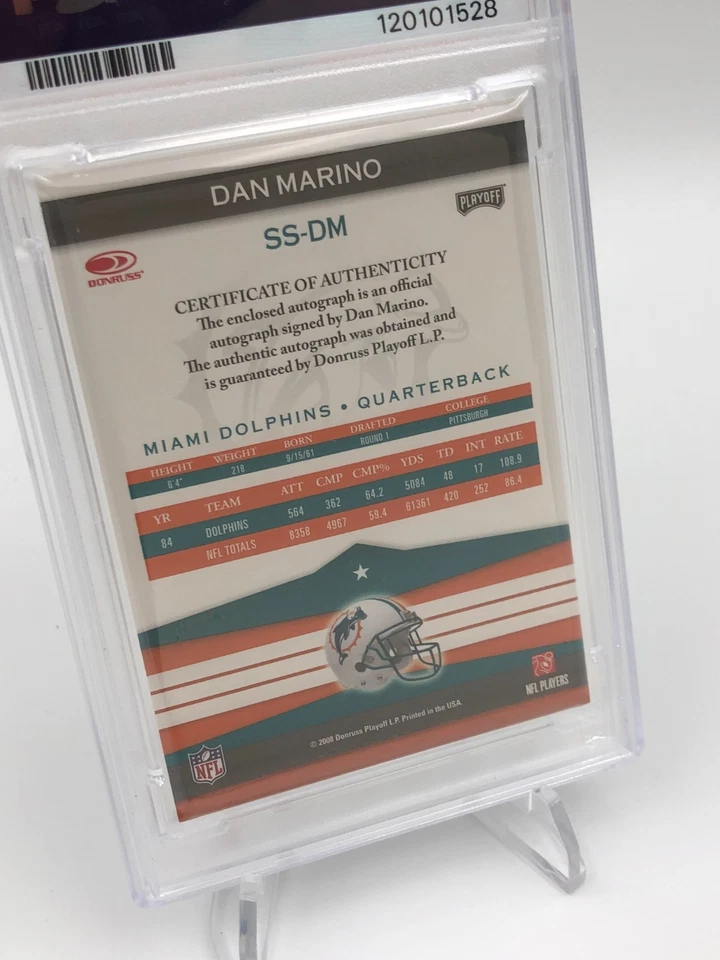 120101528
DAN MARINO
PLAYOFF
SS-DM
DONRUSS
CERTIFICATE OF AUTHENTICITY
The enclosed autograph is an official
autograph signed by Dan Marino.
The authentic autograph was obtained and
is guaranteed by Donruss Playoff L.P.
MIAMI DOLPHINS • QUARTERBACK
HEIGHT WEIGHT BORN DRAFTED COLLEGE
6'4" 218 9/15/61 ROUND 1 PITTSBURGH
YR TEAM ATT CMP CMP% YDS TD INT RATE
84 DOLPHINS 564 362 64.2 5084 48 17 108.9
NFL TOTALS 8358 4967 59.4 61361 420 252 86.4
NFL PLAYERS
© 2008 Donruss Playoff L.P. Printed in the USA.
NFL